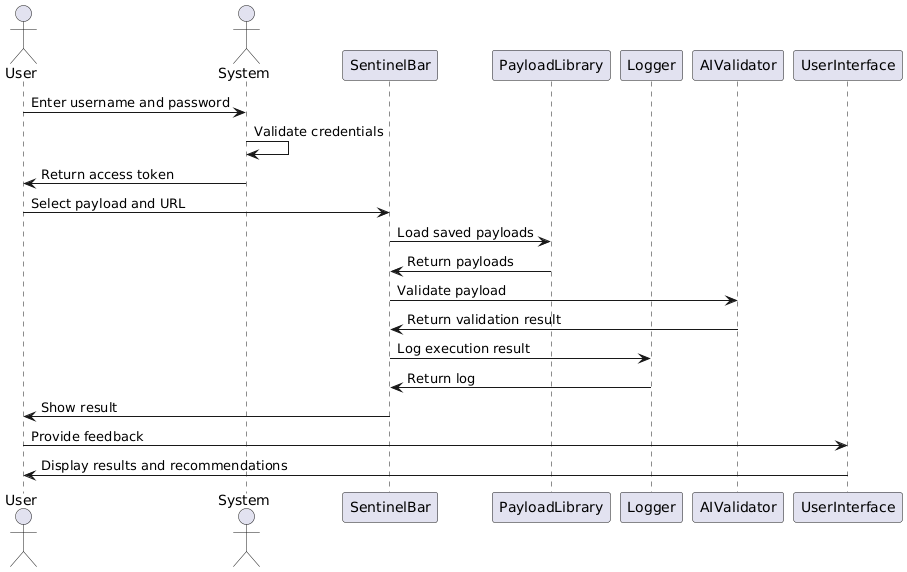 User
System
SentinelBar
PayloadLibrary
Logger
AIValidator
UserInterface
Enter username and password
Validate credentials
Return access token
Select payload and URL
Load saved payloads
Return payloads
Validate payload
Return validation result
Log execution result
Return log
Show result
Provide feedback
Display results and recommendations
User
System
SentinelBar
PayloadLibrary
Logger
AIValidator
UserInterface